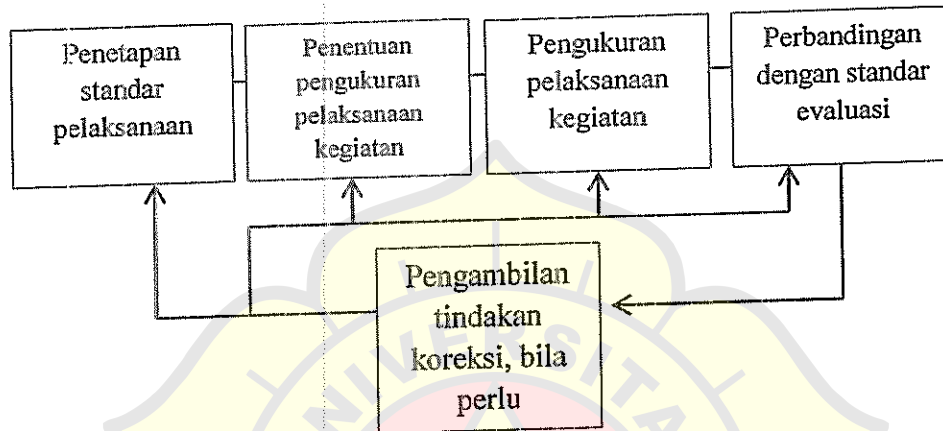 Penetapan
standar
pelaksanaan
Penentuan
pengukuran
pelaksanaan
kegiatan
Pengukuran
pelaksanaan
kegiatan
Perbandingan
dengan standar
evaluasi
Pengambilan
tindakan
koreksi, bila
perlu
NIVERSITA